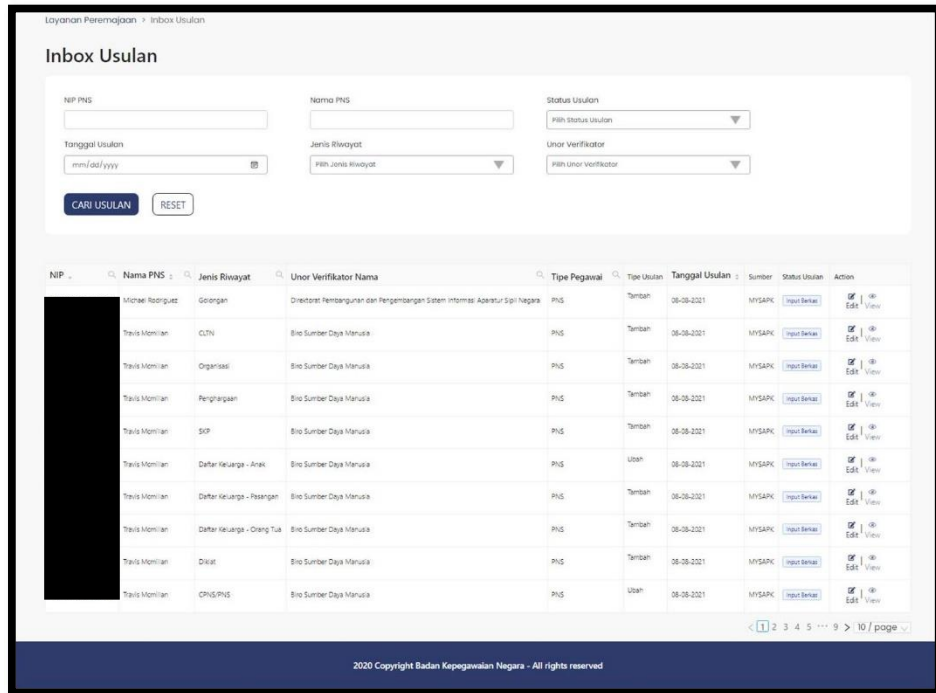 Layanan Peremajaan > Inbox Usulan
Inbox Usulan
NIP PNS Nama PNS Status Usulan
Pilih Status Usulan
Tanggal Usulan Jenis Riwayat Unor Verifikator
mm/dd/yyyy Pilih Jenis Riwayat Pilih Unor Verifikator
CARI USULAN RESET
NIP Nama PNS Jenis Riwayat Unor Verifikator Nama Tipe Pegawai Tipe Usulan Tanggal Usulan Sumber Status Usulan Action
Michael Rodriguez Golongan Direktorat Pembangunan dan Pengembangan Sistem Informasi Aparatur Sipil Negara PNS Tambah 08-08-2021 MYSAPK Input Berkas Edit | View
Travis Mcmillan CLTN Biro Sumber Daya Manusia PNS Tambah 08-08-2021 MYSAPK Input Berkas Edit | View
Travis Mcmillan Organisasi Biro Sumber Daya Manusia PNS Tambah 08-08-2021 MYSAPK Input Berkas Edit | View
Travis Mcmillan Penghargaan Biro Sumber Daya Manusia PNS Tambah 08-08-2021 MYSAPK Input Berkas Edit | View
Travis Mcmillan SKP Biro Sumber Daya Manusia PNS Tambah 08-08-2021 MYSAPK Input Berkas Edit | View
Travis Mcmillan Daftar Keluarga - Anak Biro Sumber Daya Manusia PNS Ubah 08-08-2021 MYSAPK Input Berkas Edit | View
Travis Mcmillan Daftar Keluarga - Pasangan Biro Sumber Daya Manusia PNS Tambah 08-08-2021 MYSAPK Input Berkas Edit | View
Travis Mcmillan Daftar Keluarga - Orang Tua Biro Sumber Daya Manusia PNS Tambah 08-08-2021 MYSAPK Input Berkas Edit | View
Travis Mcmillan Diklat Biro Sumber Daya Manusia PNS Tambah 08-08-2021 MYSAPK Input Berkas Edit | View
Travis Mcmillan CPNS/PNS Biro Sumber Daya Manusia PNS Ubah 08-08-2021 MYSAPK Input Berkas Edit | View
< 1 2 3 4 5 ··· 9 > 10 / page
2020 Copyright Badan Kepegawaian Negara - All rights reserved